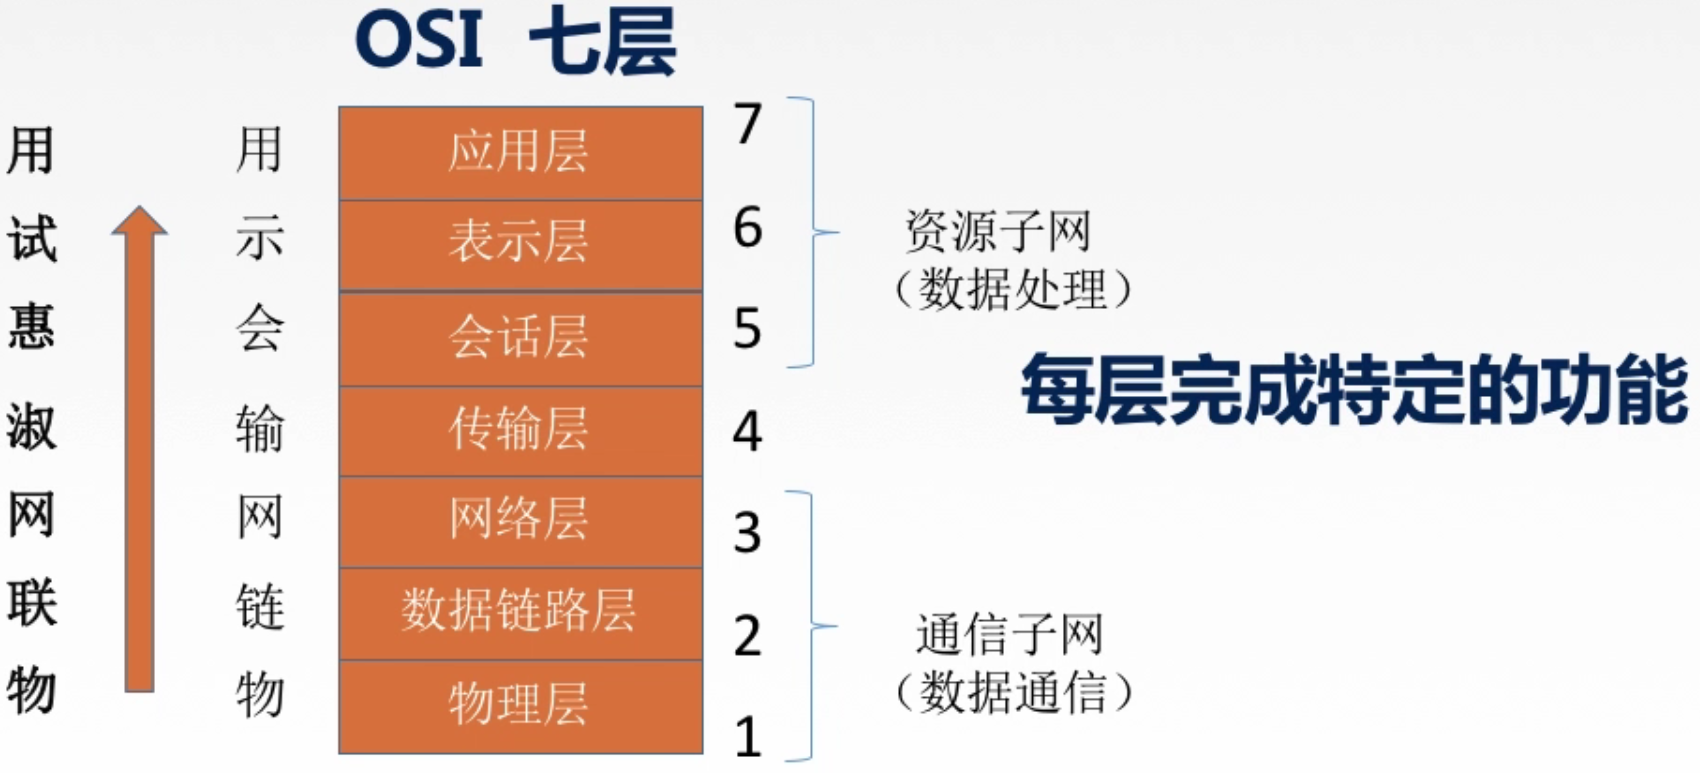 OSI 七层
用 用 应用层 7
试 示 表示层 6
资源子网
（数据处理）
惠 会 会话层 5
每层完成特定的功能
淑 输 传输层 4
网 网 网络层 3
联 链 数据链路层 2
通信子网
（数据通信）
物 物 物理层 1